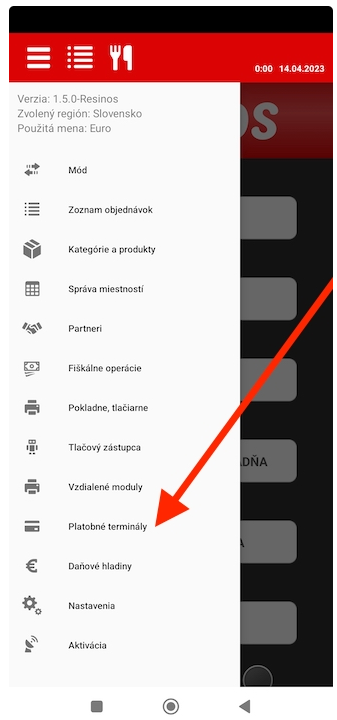 0:00 14.04.2023
Verzia: 1.5.0-Resinos
Zvolený región: Slovensko
Použitá mena: Euro
Mód
Zoznam objednávok
Kategórie a produkty
Správa miestností
Partneri
Fiškálne operácie
Pokladne, tlačiarne
Tlačový zástupca
Vzdialené moduly
Platobné terminály
Daňové hladiny
Nastavenia
Aktivácia